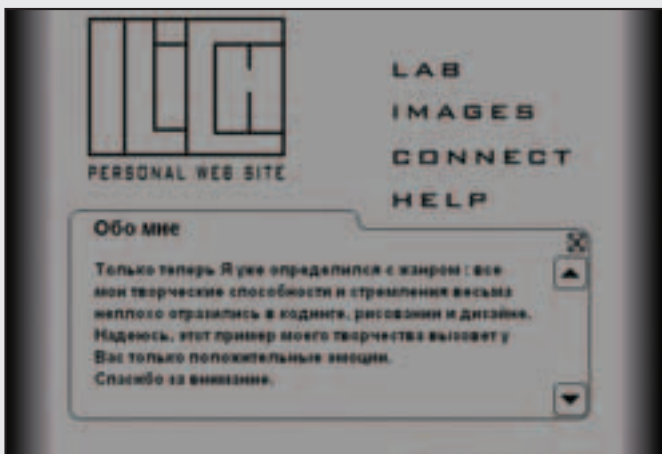 PERSONAL WEB SITE
LAB
IMAGES
CONNECT
HELP
Обо мне
Только теперь Я уже определился с жанром : все
мои творческие способности и стремления весьма
неплохо отразились в кодинге, рисовании и дизайне.
Надеюсь, этот пример моего творчества вызовет у
Вас только положительные эмоции.
Спасибо за внимание.